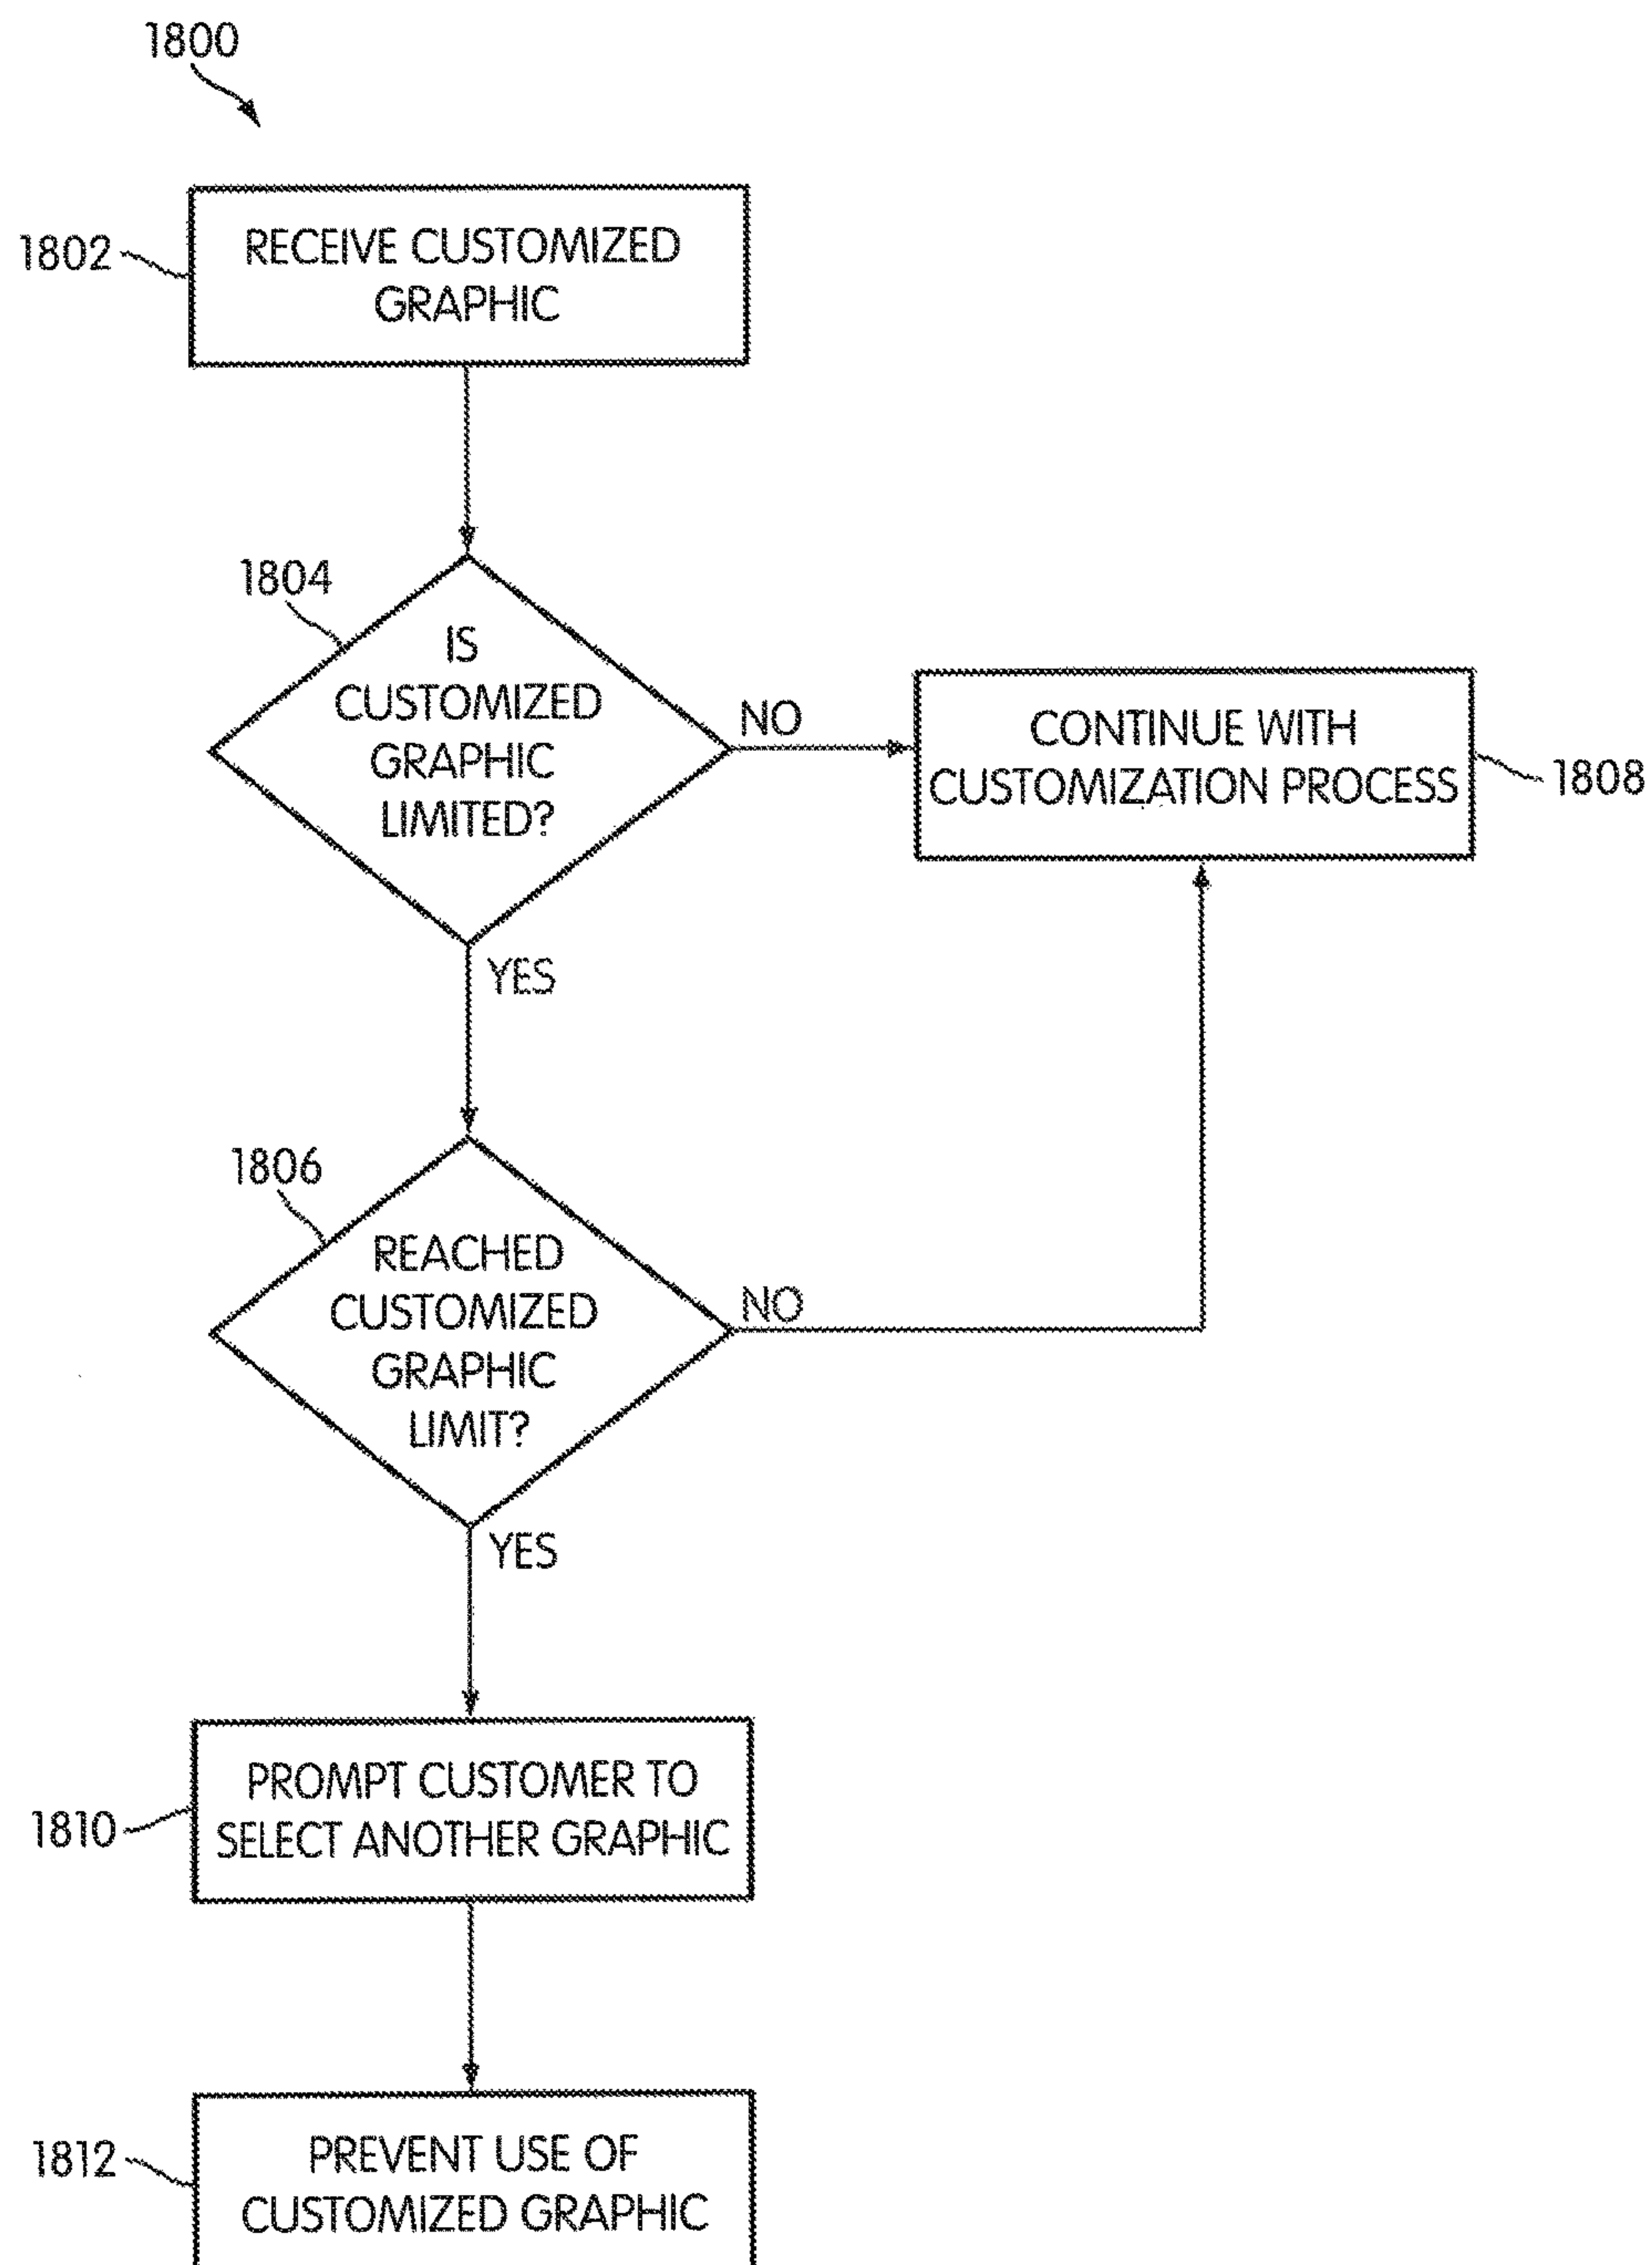 1800
1802
RECEIVE CUSTOMIZED
GRAPHIC
1804
IS
CUSTOMIZED
GRAPHIC
LIMITED?
NO
CONTINUE WITH
CUSTOMIZATION PROCESS
1808
YES
1806
REACHED
CUSTOMIZED
GRAPHIC
LIMIT?
NO
YES
1810
PROMPT CUSTOMER TO
SELECT ANOTHER GRAPHIC
1812
PREVENT USE OF
CUSTOMIZED GRAPHIC